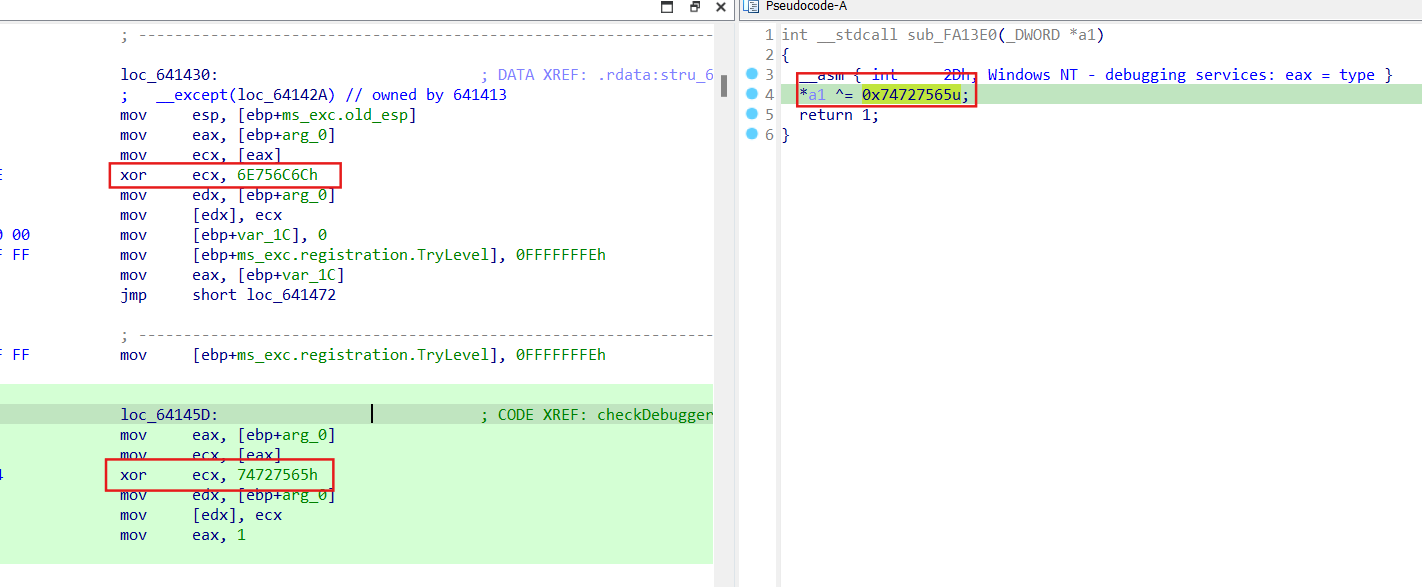 Pseudocode-A
; ----------------------------------------------------------------
loc_641430: ; DATA XREF: .rdata:stru_6
; __except(loc_64142A) // owned by 641413
mov esp, [ebp+ms_exc.old_esp]
mov eax, [ebp+arg_0]
mov ecx, [eax]
xor ecx, 6E756C6Ch
mov edx, [ebp+arg_0]
mov [edx], ecx
00 mov [ebp+var_1C], 0
FF mov [ebp+ms_exc.registration.TryLevel], 0FFFFFFFEh
mov eax, [ebp+var_1C]
jmp short loc_641472
; ----------------------------------------------------------------
FF mov [ebp+ms_exc.registration.TryLevel], 0FFFFFFFEh
loc_64145D: ; CODE XREF: checkDebugger
mov eax, [ebp+arg_0]
mov ecx, [eax]
xor ecx, 74727565h
mov edx, [ebp+arg_0]
mov [edx], ecx
mov eax, 1
1 int __stdcall sub_FA13E0(_DWORD *a1)
2 {
3 __asm { int 2Dh; Windows NT - debugging services: eax = type }
4 *a1 ^= 0x74727565u;
5 return 1;
6 }